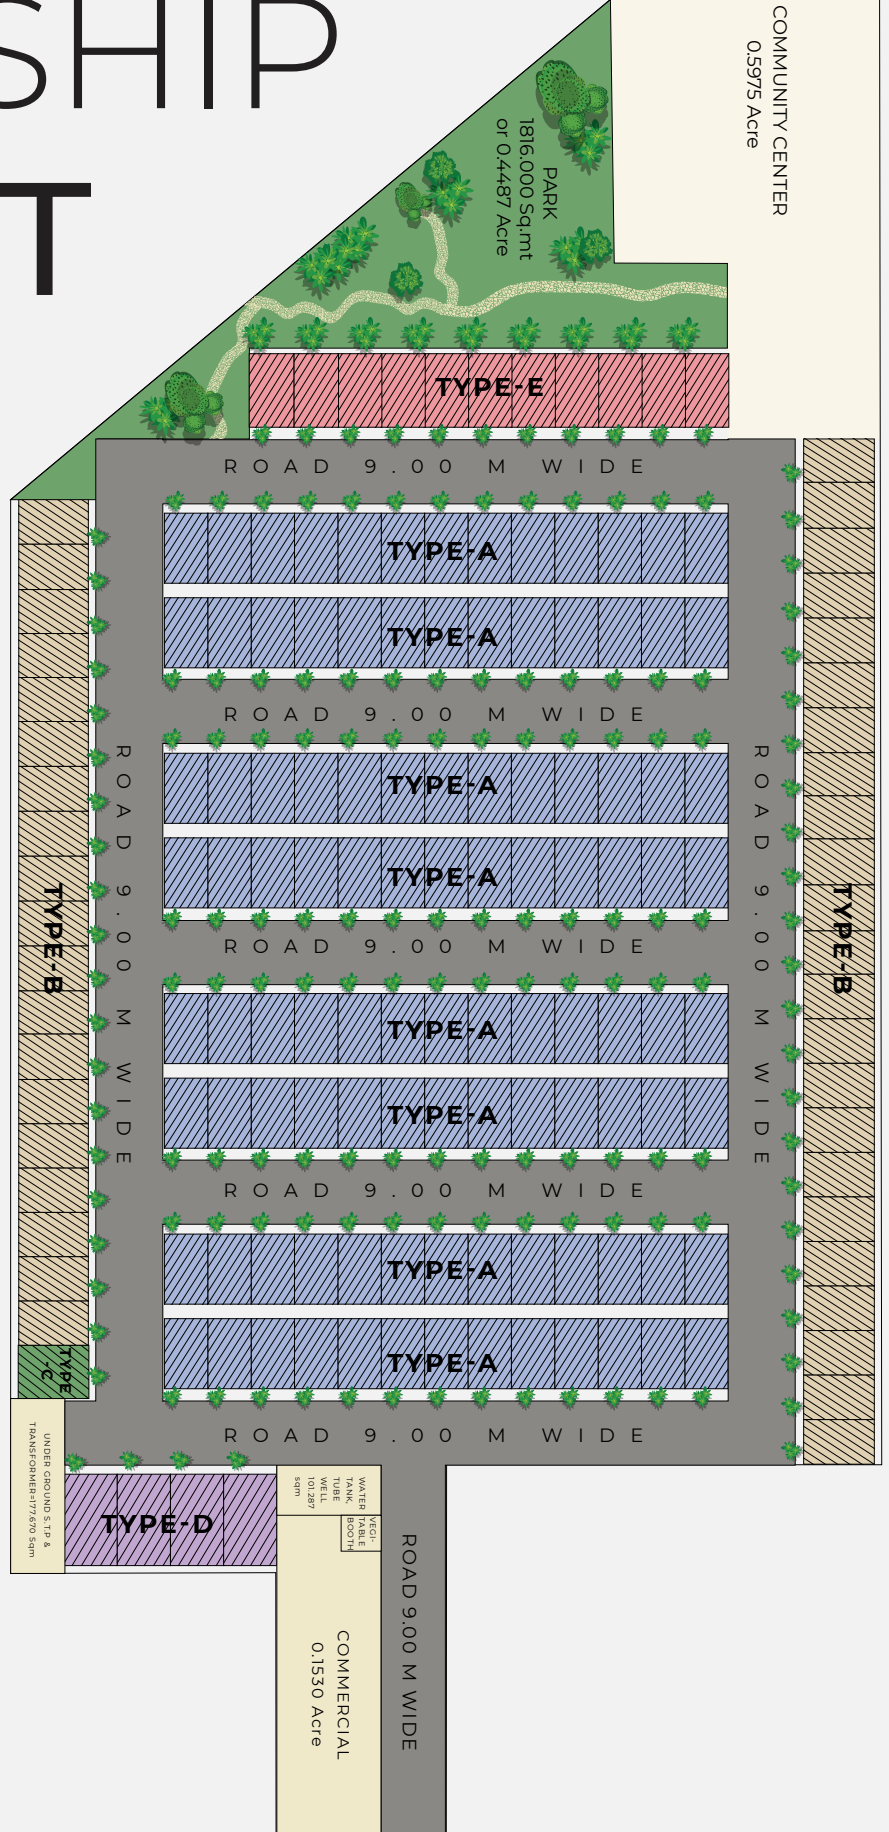 SHIP
T
COMMUNITY CENTER
0.5975 Acre
PARK
1816.000 Sq.mt
or 0.4487 Acre
TYPE-E
ROAD 9.00 M WIDE
TYPE-A
TYPE-A
ROAD 9.00 M WIDE
TYPE-A
TYPE-A
ROAD 9.00 M WIDE
TYPE-B
ROAD 9.00 M WIDE
ROAD 9.00 M WIDE
TYPE-B
TYPE-A
TYPE-A
ROAD 9.00 M WIDE
TYPE-A
TYPE-A
TYPE
-C
ROAD 9.00 M WIDE
UNDER GROUND S.T.P &
TRANSFORMER=177.670 Sqm
TYPE-D
WATER
TANK,
TUBE
WELL
101.287
sqm
VEGI-
TABLE
BOOTH
ROAD 9.00 M WIDE
COMMERCIAL
0.1530 Acre